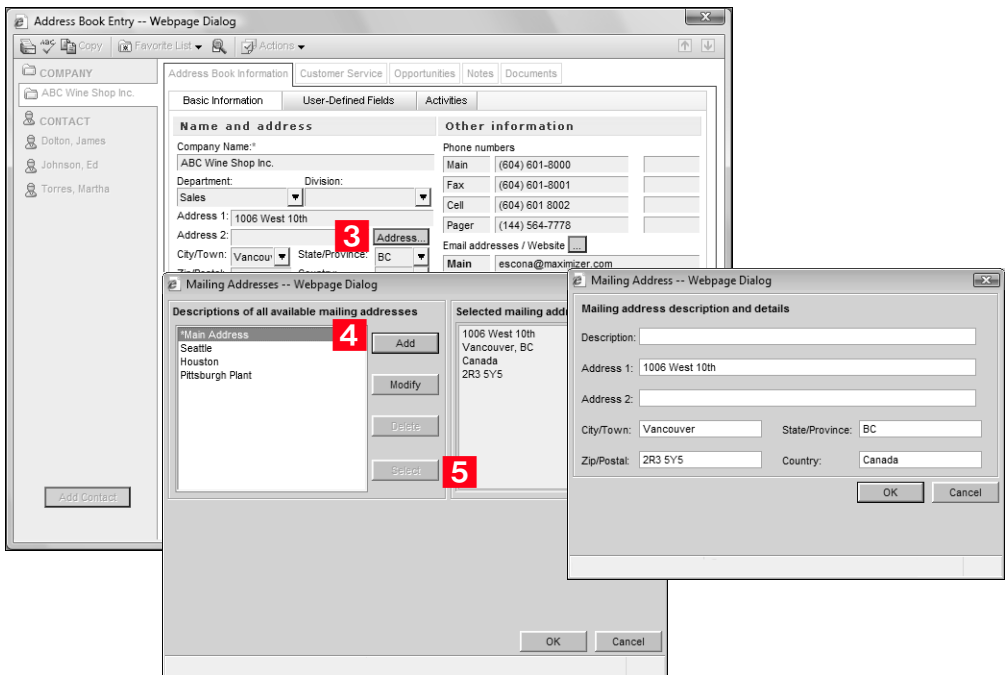 Address Book Entry -- Webpage Dialog
ABC Copy Favorite List Actions
COMPANY
ABC Wine Shop Inc.
CONTACT
Dolton, James
Johnson, Ed
Torres, Martha
Add Contact
Address Book Information Customer Service Opportunities Notes Documents
Basic Information User-Defined Fields Activities
Name and address
Company Name:*
ABC Wine Shop Inc.
Department: Division:
Sales
Address 1: 1006 West 10th
Address 2: 3 Address...
City/Town: Vancouv State/Province: BC
Other information
Phone numbers
Main (604) 601-8000
Fax (604) 601-8001
Cell (604) 601 8002
Pager (144) 564-7778
Email addresses / Website ...
Main escona@maximizer.com
Mailing Addresses -- Webpage Dialog
Descriptions of all available mailing addresses
*Main Address
Seattle
Houston
Pittsburgh Plant
4 Add
Modify
Delete
Select 5
Selected mailing add
1006 West 10th
Vancouver, BC
Canada
2R3 5Y5
OK Cancel
Mailing Address -- Webpage Dialog
Mailing address description and details
Description:
Address 1: 1006 West 10th
Address 2:
City/Town: Vancouver State/Province: BC
Zip/Postal: 2R3 5Y5 Country: Canada
OK Cancel